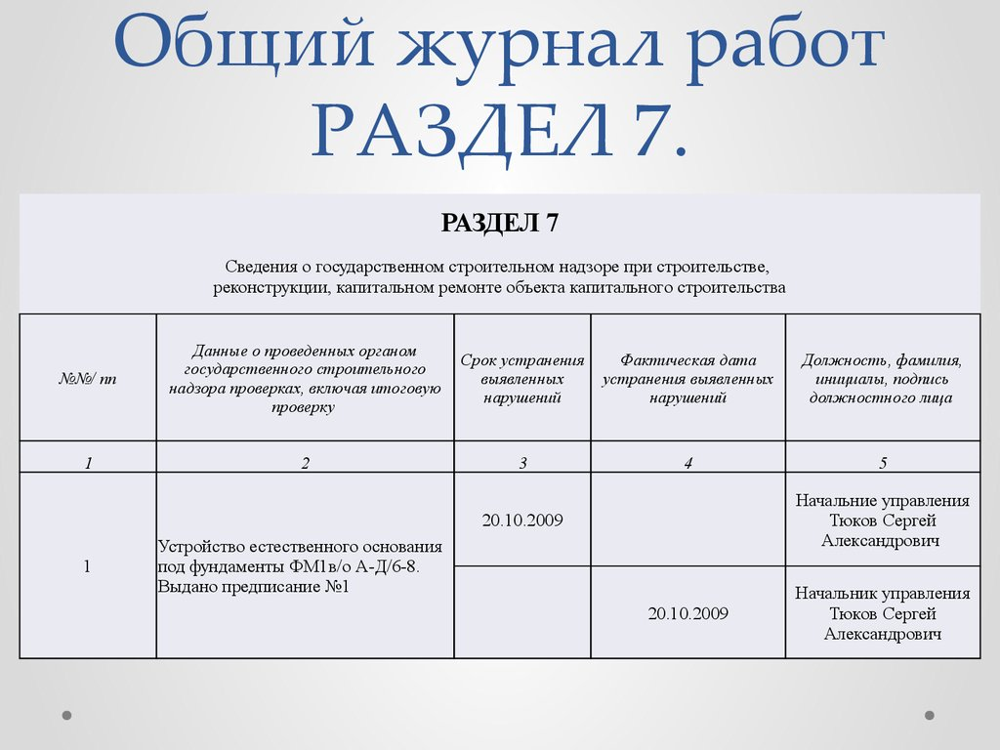 Общий журнал работ
РАЗДЕЛ 7.
РАЗДЕЛ 7
Сведения о государственном строительном надзоре при строительстве,
реконструкции, капитальном ремонте объекта капитального строительства
№№/ пп
Данные о проведенных органом
государственного строительного
надзора проверках, включая итоговую
проверку
Срок устранения
выявленных
нарушений
Фактическая дата
устранения выявленных
нарушений
Должность, фамилия,
инициалы, подпись
должностного лица
1
2
3
4
5
1
Устройство естественного основания
под фундаменты ФМ1в/о А-Д/6-8.
Выдано предписание №1
20.10.2009
Начальние управления
Тюков Сергей
Александрович
20.10.2009
Начальник управления
Тюков Сергей
Александрович